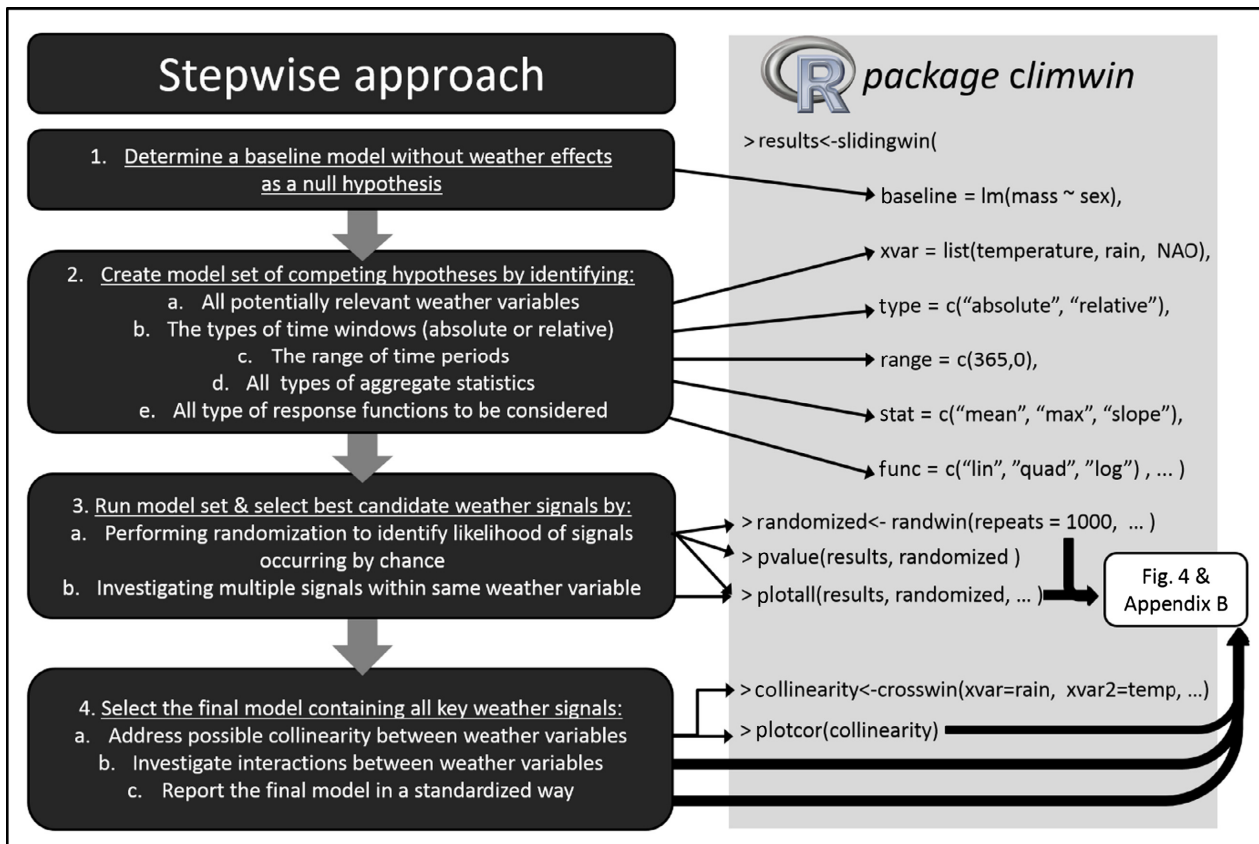 Stepwise approach
1. Determine a baseline model without weather effects
as a null hypothesis
2. Create model set of competing hypotheses by identifying:
a. All potentially relevant weather variables
b. The types of time windows (absolute or relative)
c. The range of time periods
d. All types of aggregate statistics
e. All type of response functions to be considered
3. Run model set & select best candidate weather signals by:
a. Performing randomization to identify likelihood of signals
occurring by chance
b. Investigating multiple signals within same weather variable
4. Select the final model containing all key weather signals:
a. Address possible collinearity between weather variables
b. Investigate interactions between weather variables
c. Report the final model in a standardized way
R package climwin
>results<-slidingwin(
baseline = lm(mass ~ sex),
xvar = list(temperature, rain, NAO),
type = c(“absolute”, “relative”),
range = c(365,0),
stat = c(“mean”, “max”, “slope”),
func = c(“lin”, ”quad”, “log”) , ... )
>randomized<- randwin(repeats = 1000, ... )
> pvalue(results, randomized )
> plotall(results, randomized, ... )
Fig. 4 &
Appendix B
>collinearity<-crosswin(xvar=rain, xvar2=temp, ...)
> plotcor(collinearity)